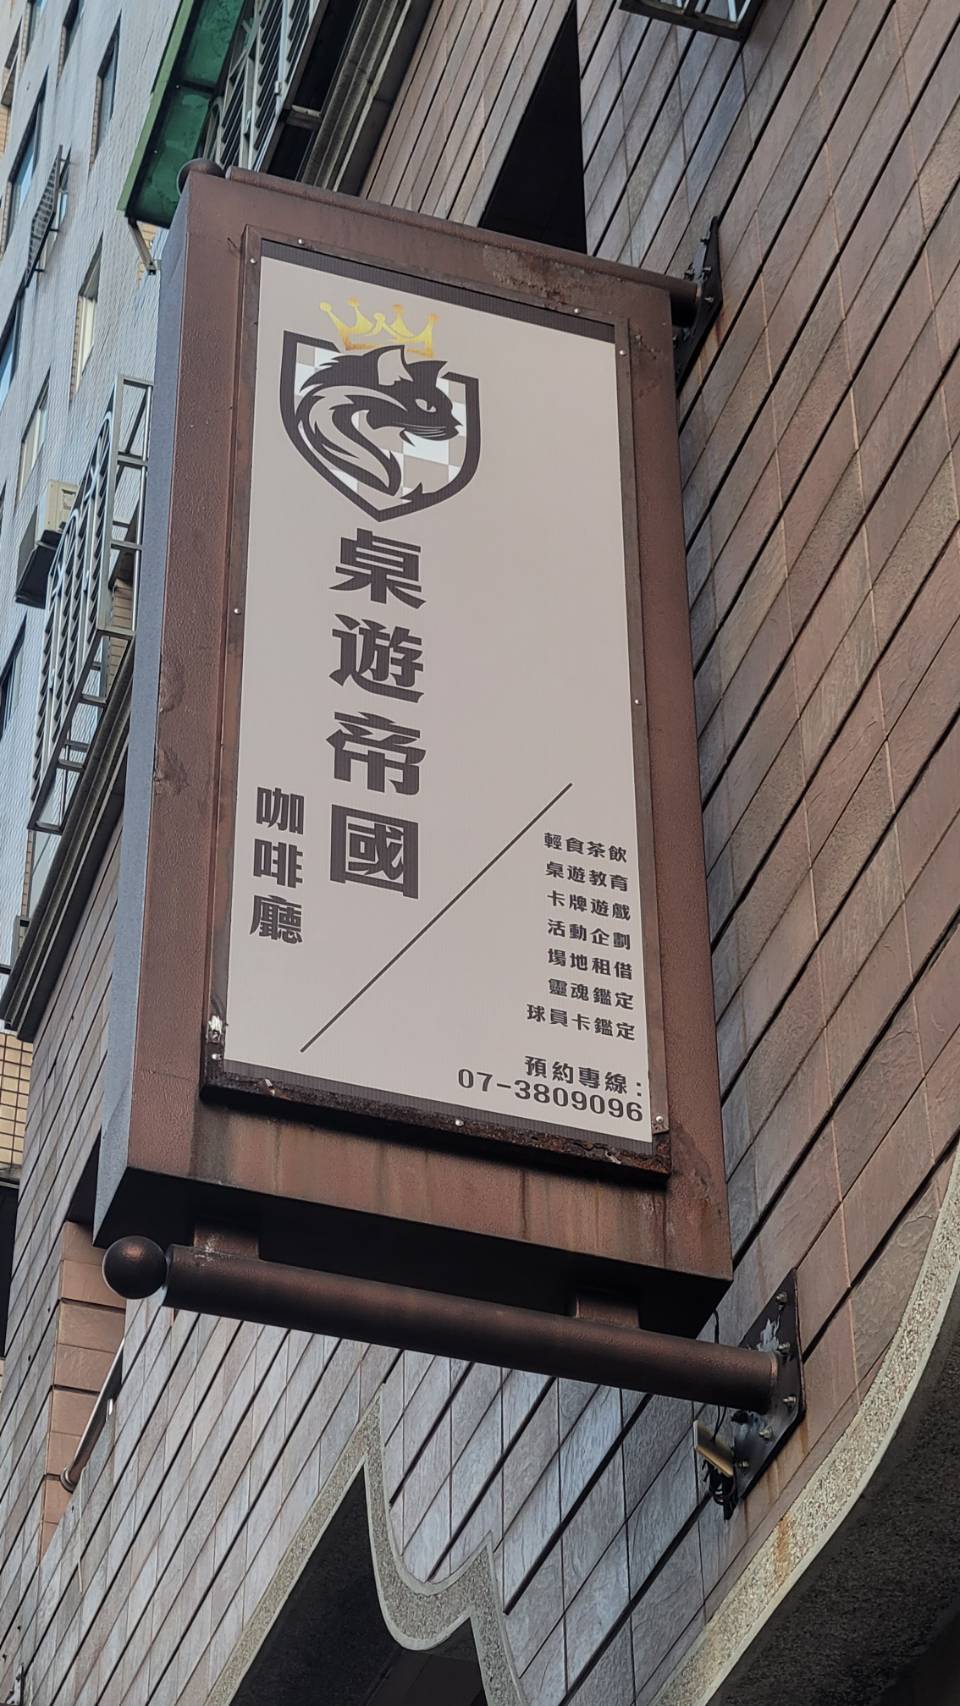 桌遊帝國
咖啡廳
輕食茶飲
桌遊教育
卡牌遊戲
活動企劃
場地租借
靈魂鑑定
球員卡鑑定
預約專線：
07-3809096